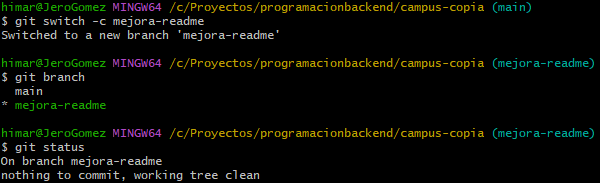 himar@JeroGomez MINGW64 /c/Proyectos/programacionbackend/campus-copia (main)
$ git switch -c mejora-readme
Switched to a new branch 'mejora-readme'
himar@JeroGomez MINGW64 /c/Proyectos/programacionbackend/campus-copia (mejora-readme)
$ git branch
  main
* mejora-readme
himar@JeroGomez MINGW64 /c/Proyectos/programacionbackend/campus-copia (mejora-readme)
$ git status
On branch mejora-readme
nothing to commit, working tree clean